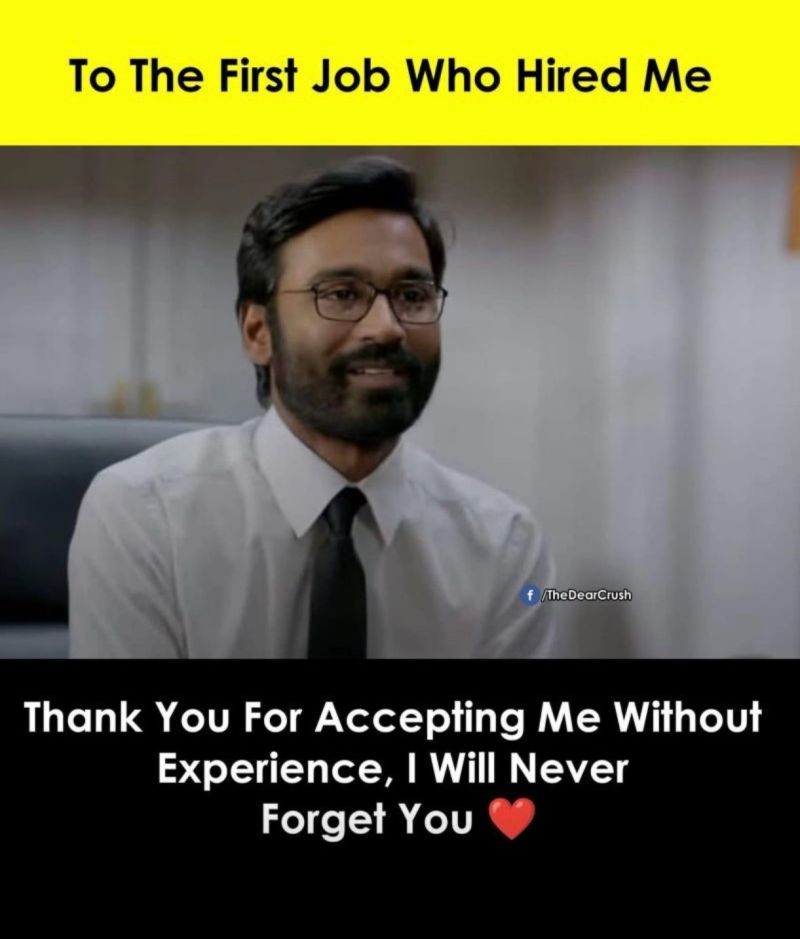 To The First Job Who Hired Me
f /TheDearCrush
Thank You For Accepting Me Without
Experience, I Will Never
Forget You ❤️